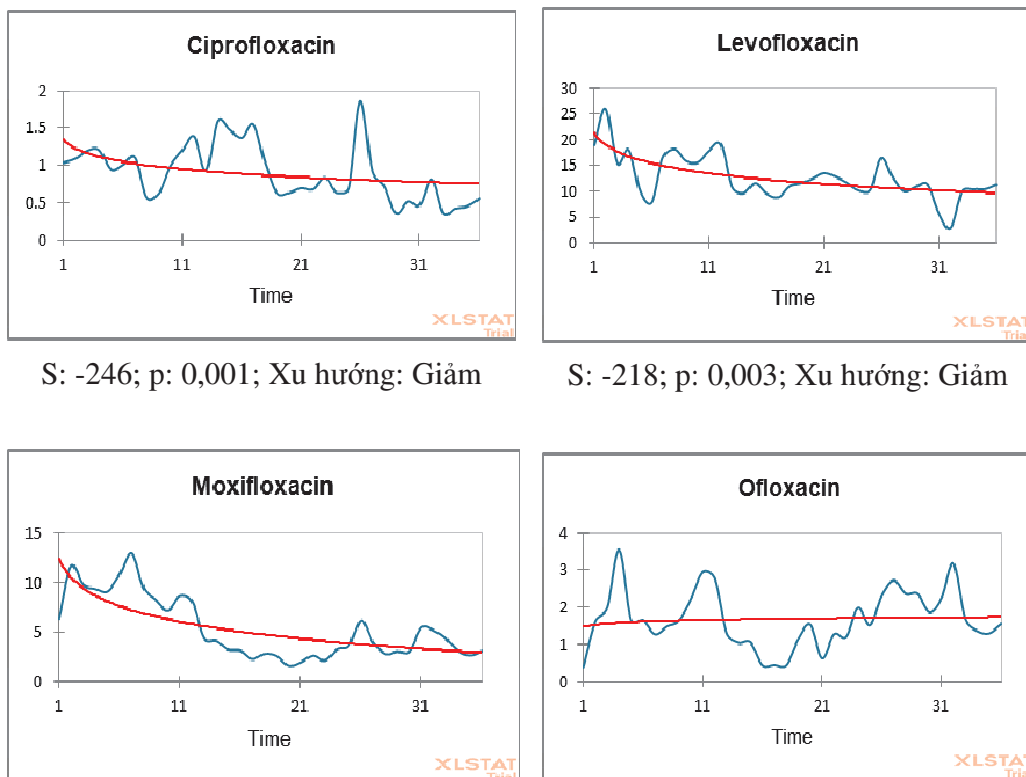 Ciprofloxacin
2
1.5
1
0.5
0
1 11 21 31
Time
XLSTAT
Trial
S: -246; p: 0,001; Xu hướng: Giảm
Levofloxacin
30
25
20
15
10
5
0
1 11 21 31
Time
XLSTAT
Trial
S: -218; p: 0,003; Xu hướng: Giảm
Moxifloxacin
15
10
5
0
1 11 21 31
Time
XLSTAT
Trial
Ofloxacin
4
3
2
1
0
1 11 21 31
Time
XLSTAT
Trial